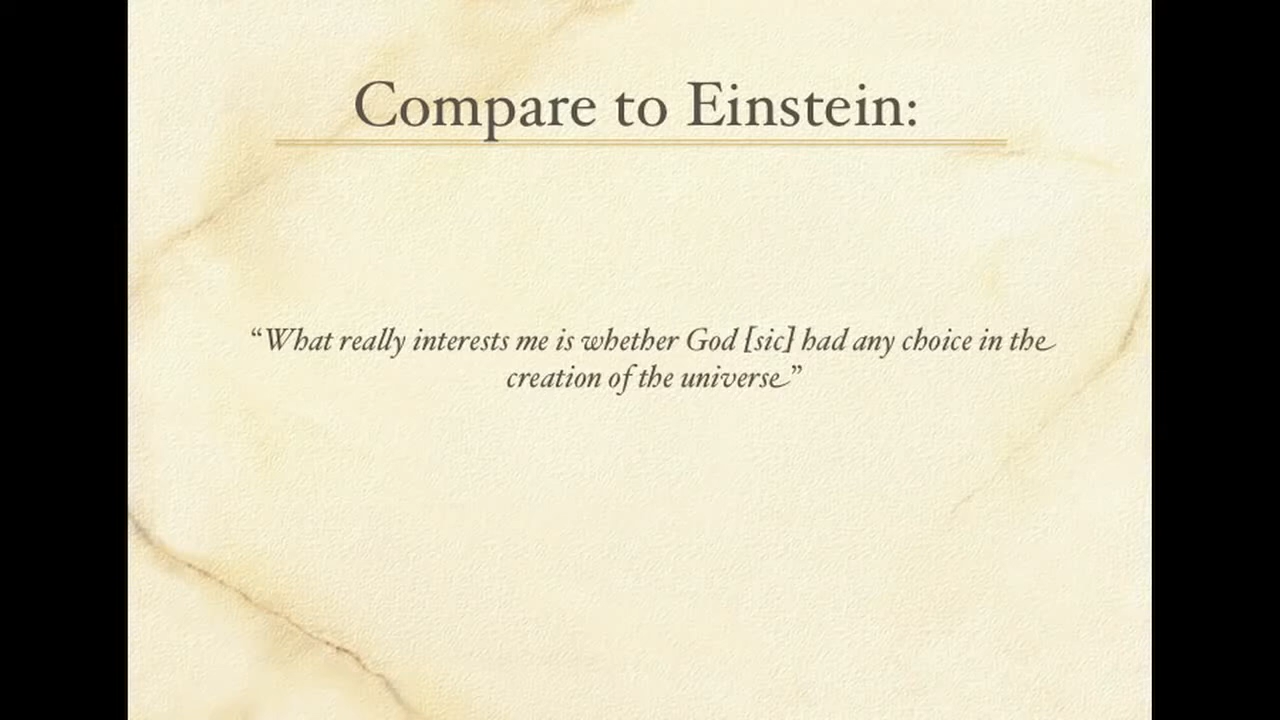 Compare to Einstein:
“What really interests me is whether God [sic] had any choice in the
creation of the universe”